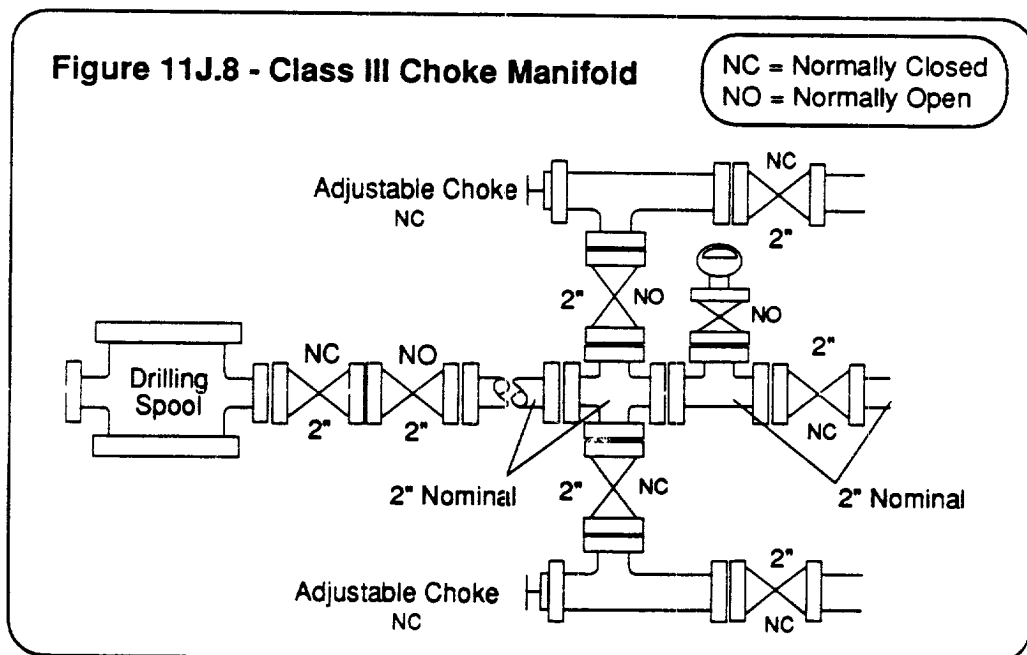 Figure 11J.8 - Class III Choke Manifold
NC = Normally Closed
NO = Normally Open
Adjustable Choke
NC
NC
2"
2"
NO
NO
Drilling
Spool
NC
NO
2"
2"
2"
NC
2" Nominal
2"
NC
2" Nominal
Adjustable Choke
NC
2"
NC